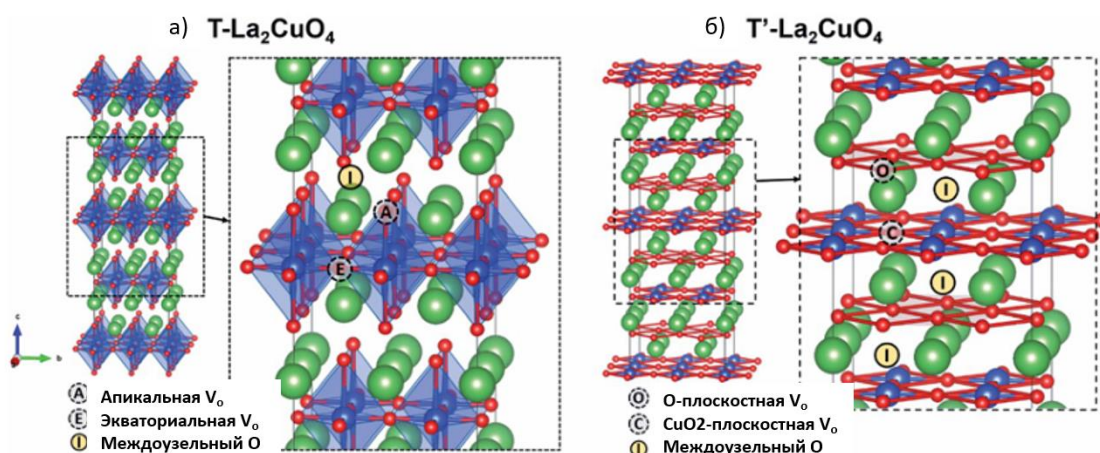 а) T-La₂CuO₄
б) T’-La₂CuO₄
I
A
E
O
I
C
I
I
c
b
A Апикальная Vₒ
E Экваториальная Vₒ
I Междоузельный O
O O-плоскостная Vₒ
C CuO2-плоскостная Vₒ
I Междоузельный O